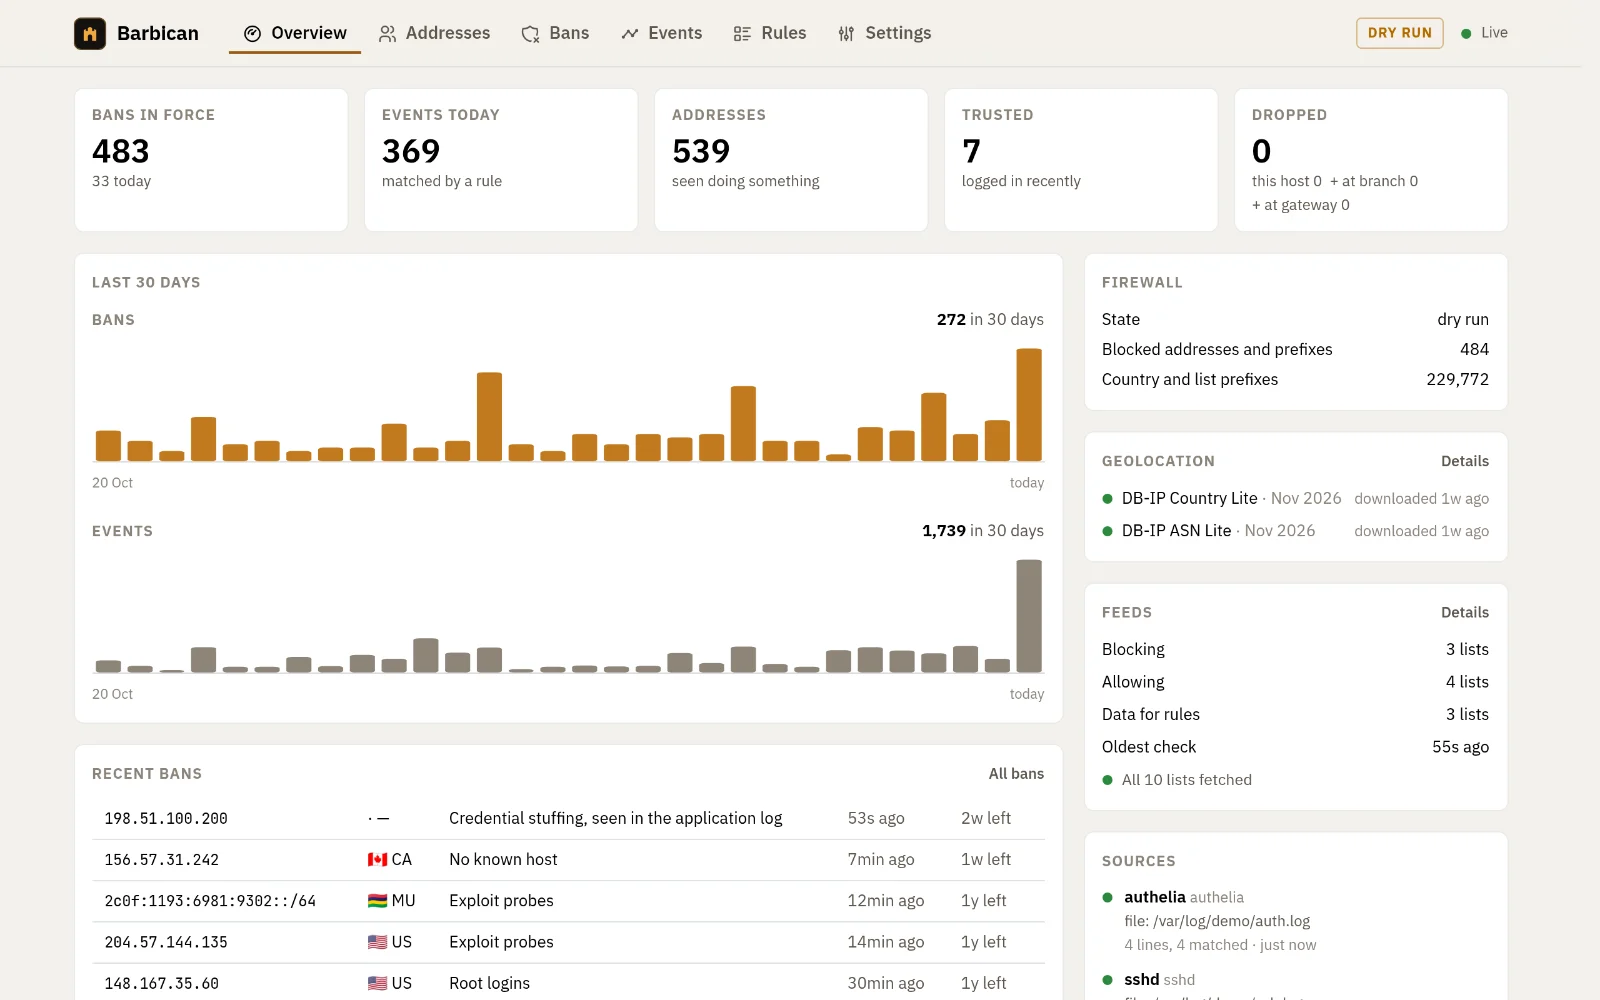 Barbican
Overview
Addresses
Bans
Events
Rules
Settings
DRY RUN
Live
BANS IN FORCE
483
33 today
EVENTS TODAY
369
matched by a rule
ADDRESSES
539
seen doing something
TRUSTED
7
logged in recently
DROPPED
0
this host 0 + at branch 0
+ at gateway 0
LAST 30 DAYS
BANS
272 in 30 days
20 Oct
today
EVENTS
1,739 in 30 days
20 Oct
today
RECENT BANS
All bans
198.51.100.200 · — Credential stuffing, seen in the application log 53s ago 2w left
156.57.31.242 CA No known host 7min ago 1w left
2c0f:1193:6981:9302::/64 MU Exploit probes 12min ago 1y left
204.57.144.135 US Exploit probes 14min ago 1y left
148.167.35.60 US Root logins 30min ago 1y left
FIREWALL
State dry run
Blocked addresses and prefixes 484
Country and list prefixes 229,772
GEOLOCATION Details
DB-IP Country Lite · Nov 2026 downloaded 1w ago
DB-IP ASN Lite · Nov 2026 downloaded 1w ago
FEEDS Details
Blocking 3 lists
Allowing 4 lists
Data for rules 3 lists
Oldest check 55s ago
All 10 lists fetched
SOURCES
authelia authelia
file: /var/log/demo/auth.log
4 lines, 4 matched · just now
sshd sshd